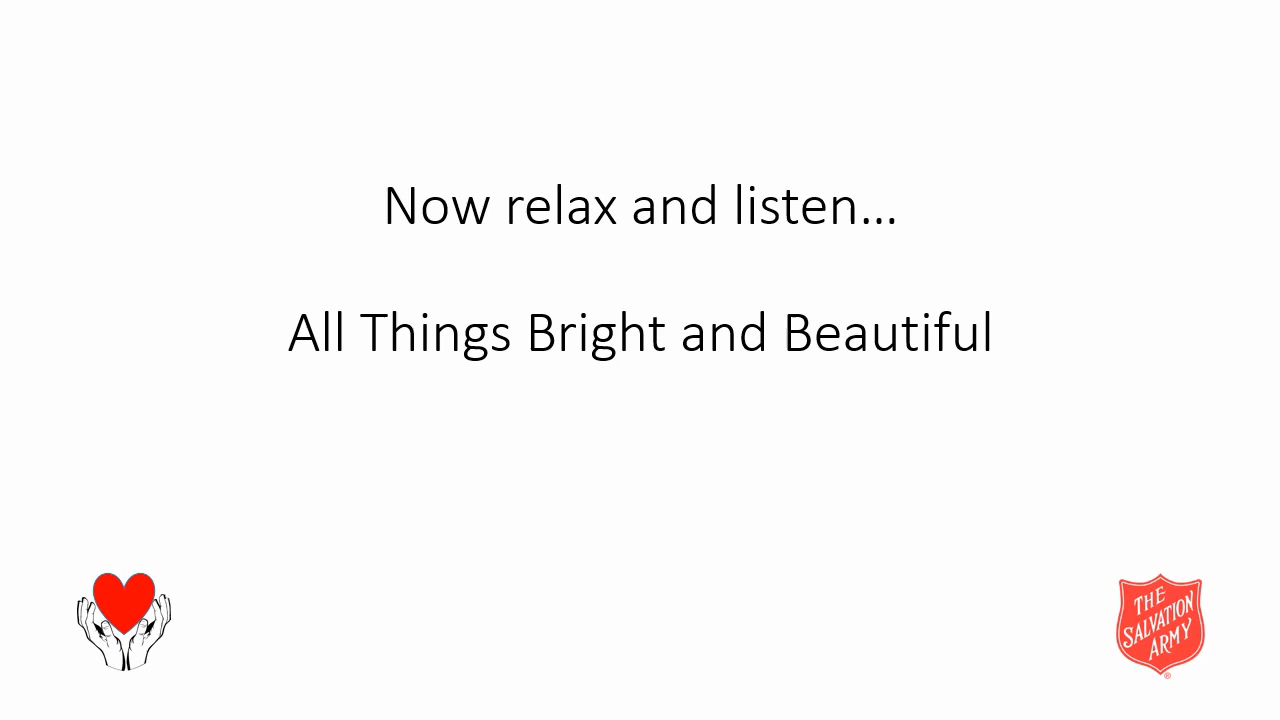 Now relax and listen…
All Things Bright and Beautiful
THE
SALVATION
ARMY
®